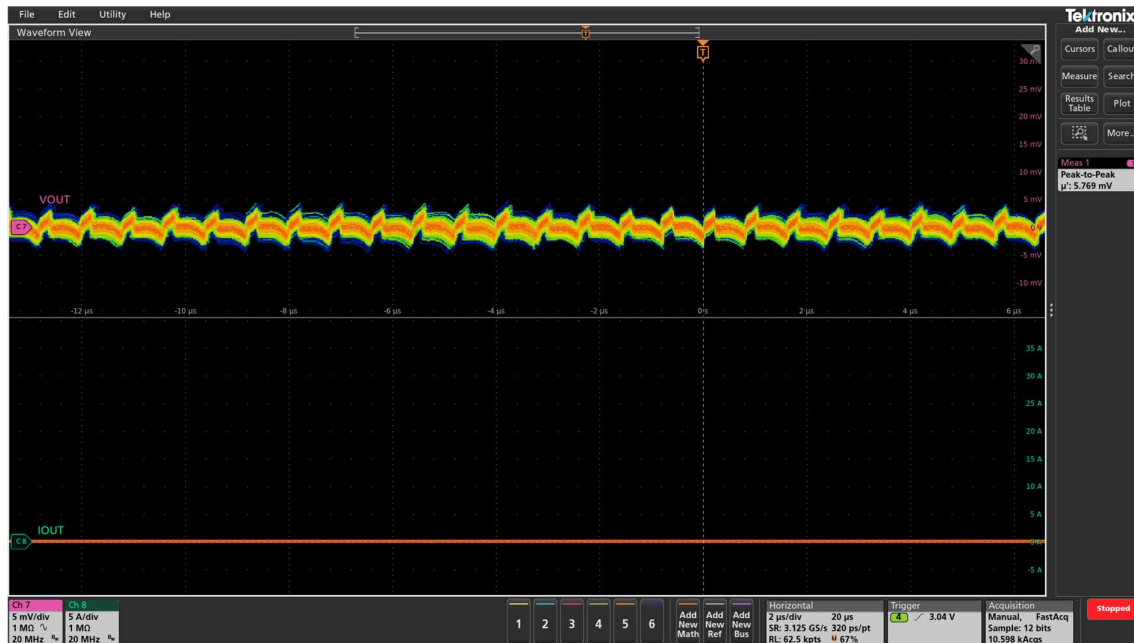 File Edit Utility Help
Tektronix
Waveform View
Add New...
T
T
Cursors
Measure Search
Results Table Plot
More...
Meas 1
Peak-to-Peak
µ': 5.769 mV
25 mV
20 mV
15 mV
10 mV
5 mV
0 V
-5 mV
-10 mV
VOUT
C7
-12 µs -10 µs -8 µs -6 µs -4 µs -2 µs 0 s 2 µs 4 µs 6 µs
35 A
30 A
25 A
20 A
15 A
10 A
5 A
0 A
-5 A
IOUT
C8
Ch 7
5 mV/div
1 MΩ
20 MHz
Ch 8
5 A/div
1 MΩ
20 MHz
1 2 3 4 5 6
Add New Math
Add New Ref
Add New Bus
Horizontal
2 µs/div 20 µs
SR: 3.125 GS/s 320 ps/pt
RL: 62.5 kpts 67%
Trigger
4 3.04 V
Acquisition
Manual, FastAcq
Sample: 12 bits
10.598 kAcqs
Stopped